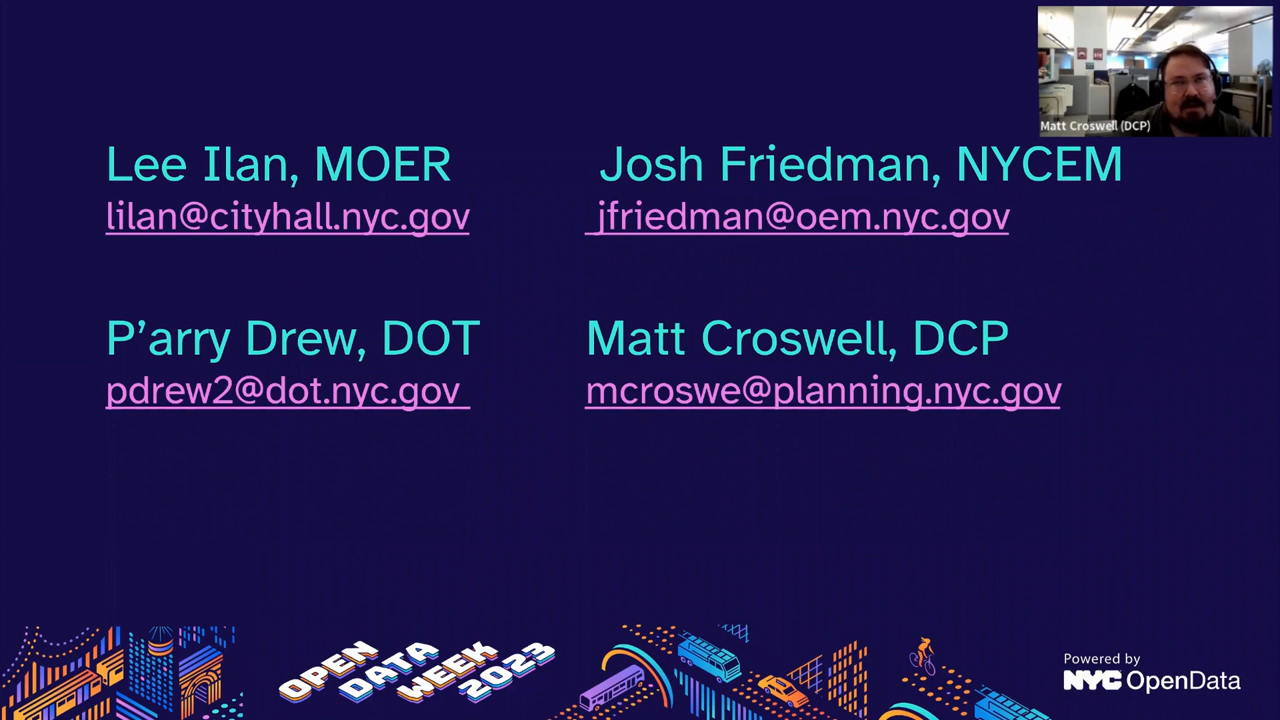 Matt Croswell (DCP)
Lee Ilan, MOER
lilan@cityhall.nyc.gov
Josh Friedman, NYCEM
jfriedman@oem.nyc.gov
P’arry Drew, DOT
pdrew2@dot.nyc.gov
Matt Croswell, DCP
mcroswe@planning.nyc.gov
OPEN
DATA
WEEK
2023
Powered by
NYC OpenData